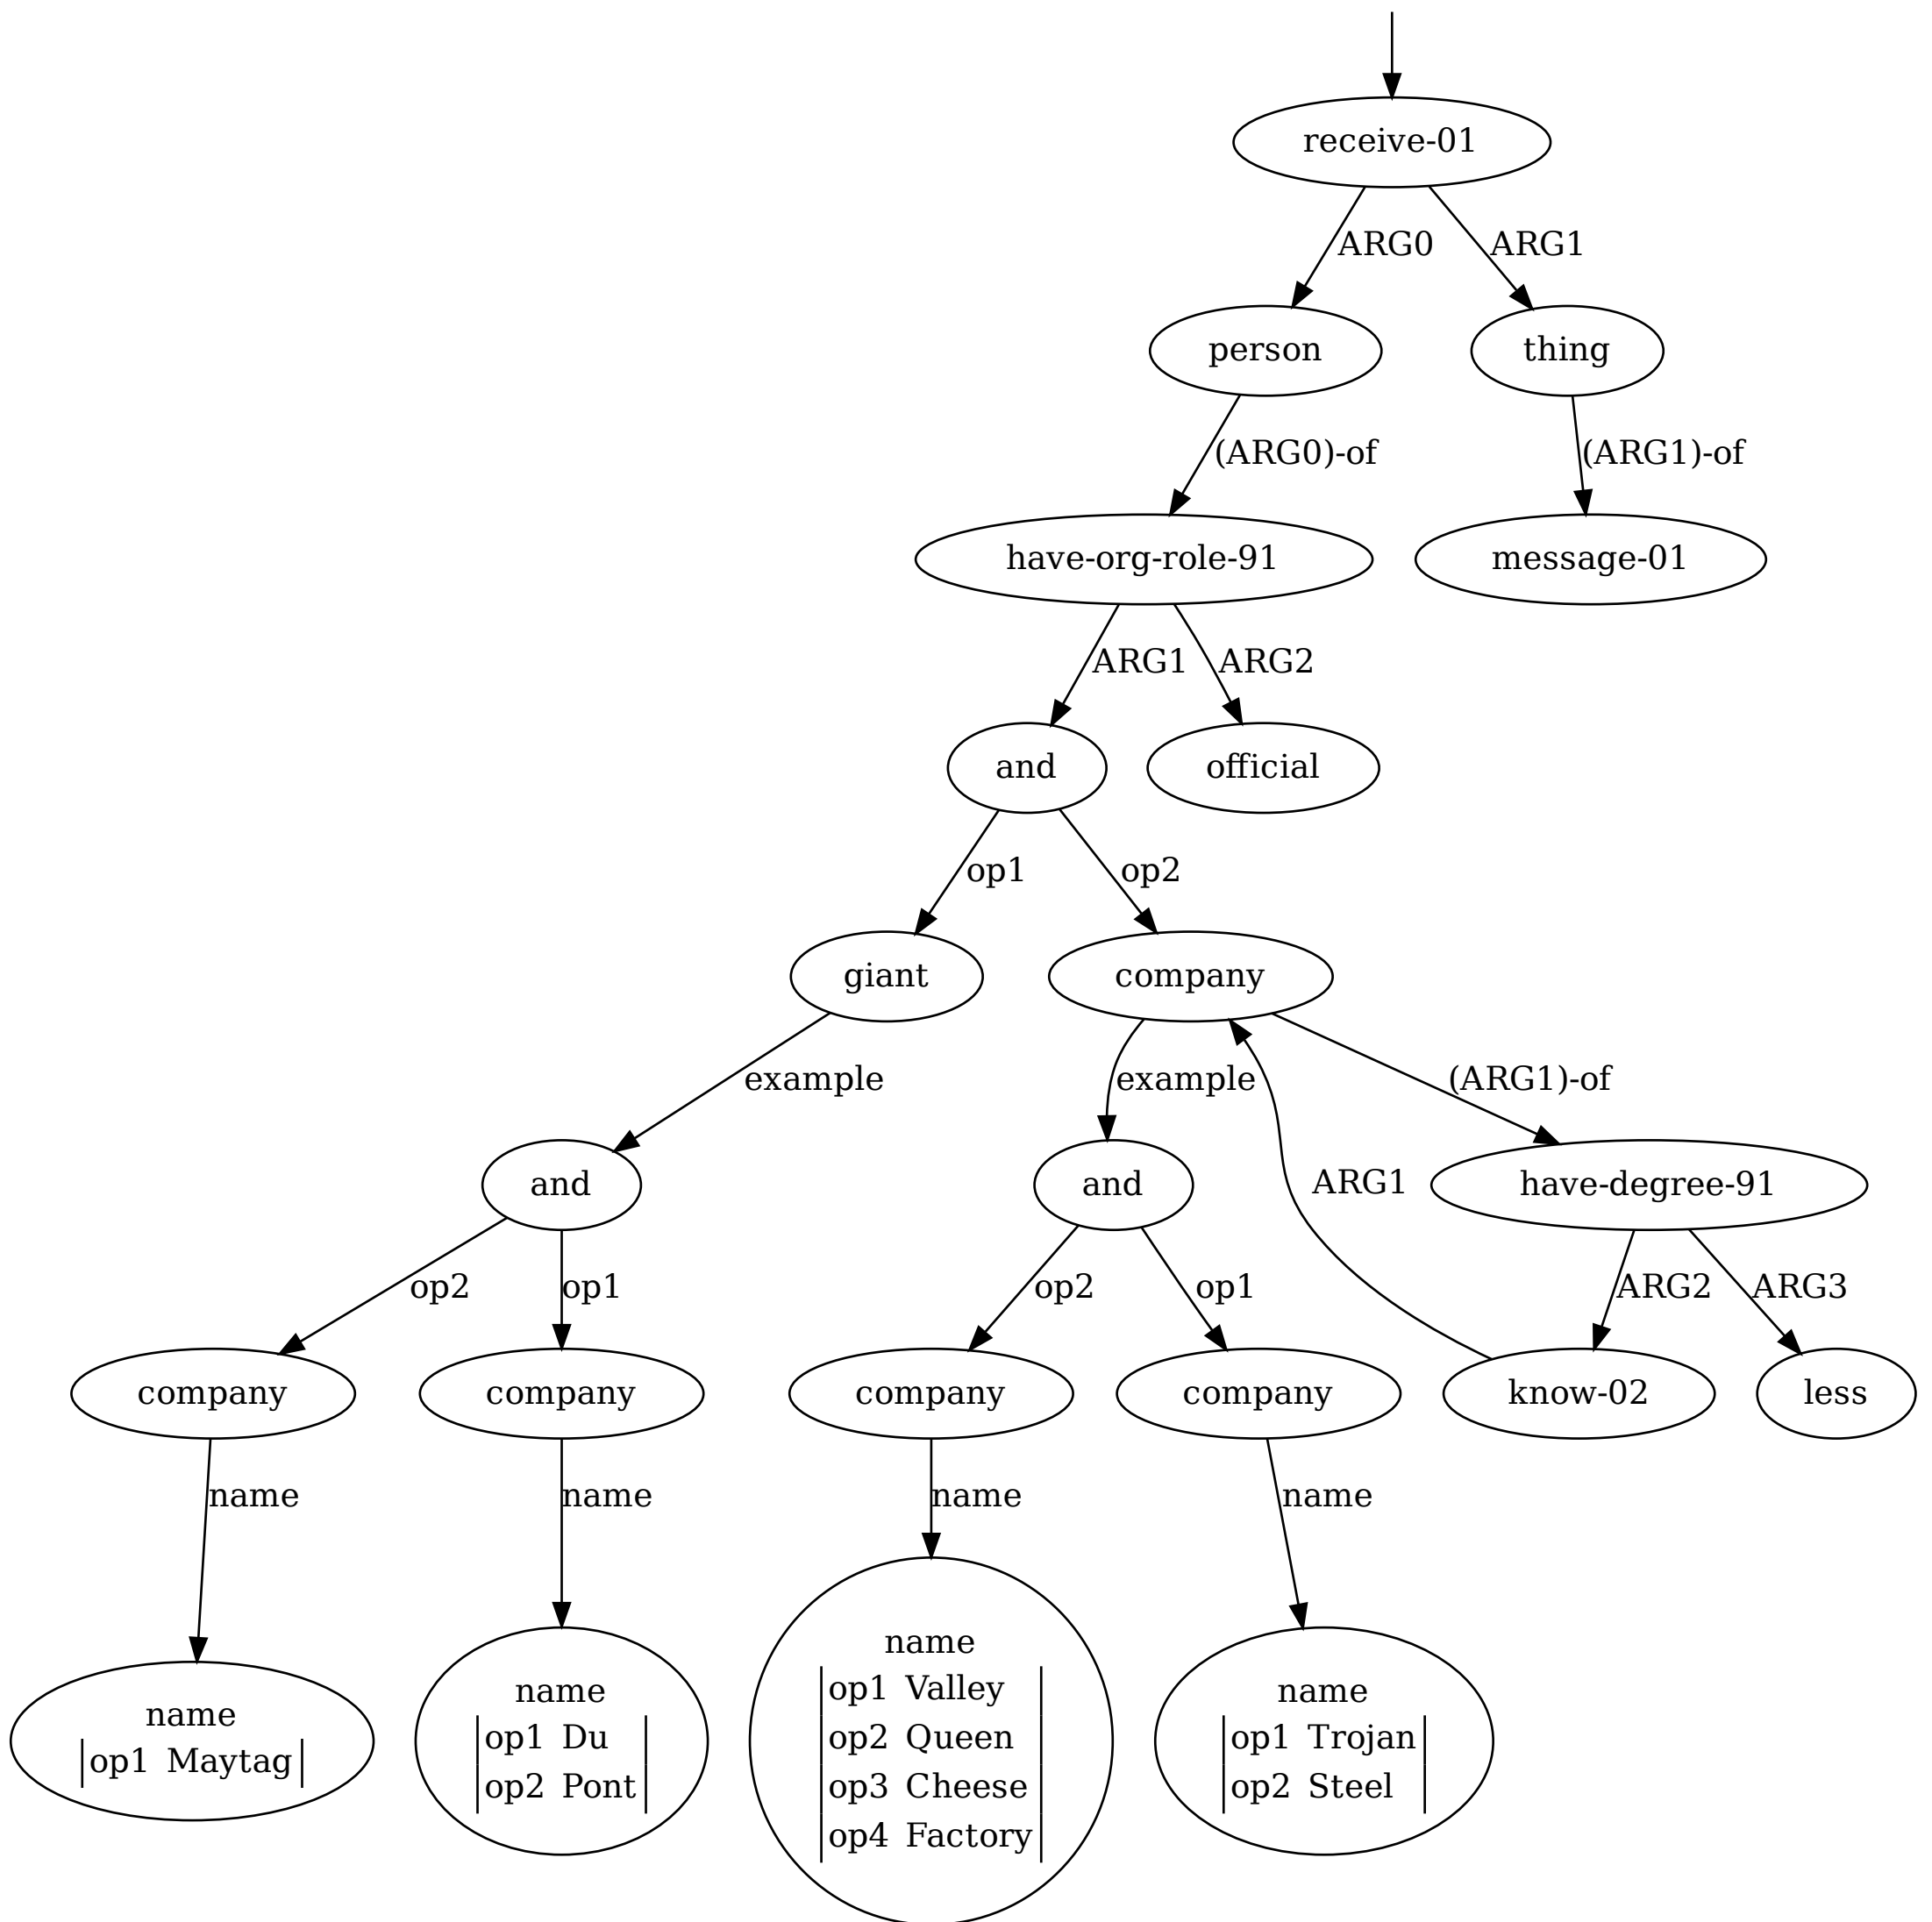 receive-01
ARG0
ARG1
person
thing
(ARG0)-of
(ARG1)-of
have-org-role-91
message-01
ARG1
ARG2
and
official
op1
op2
giant
company
example
example
(ARG1)-of
and
and
ARG1
have-degree-91
op2
op1
op2
op1
ARG2
ARG3
company
company
company
company
know-02
less
name
name
name
name
name
op1 Maytag
name
op1 Du
op2 Pont
name
op1 Valley
op2 Queen
op3 Cheese
op4 Factory
name
op1 Trojan
op2 Steel